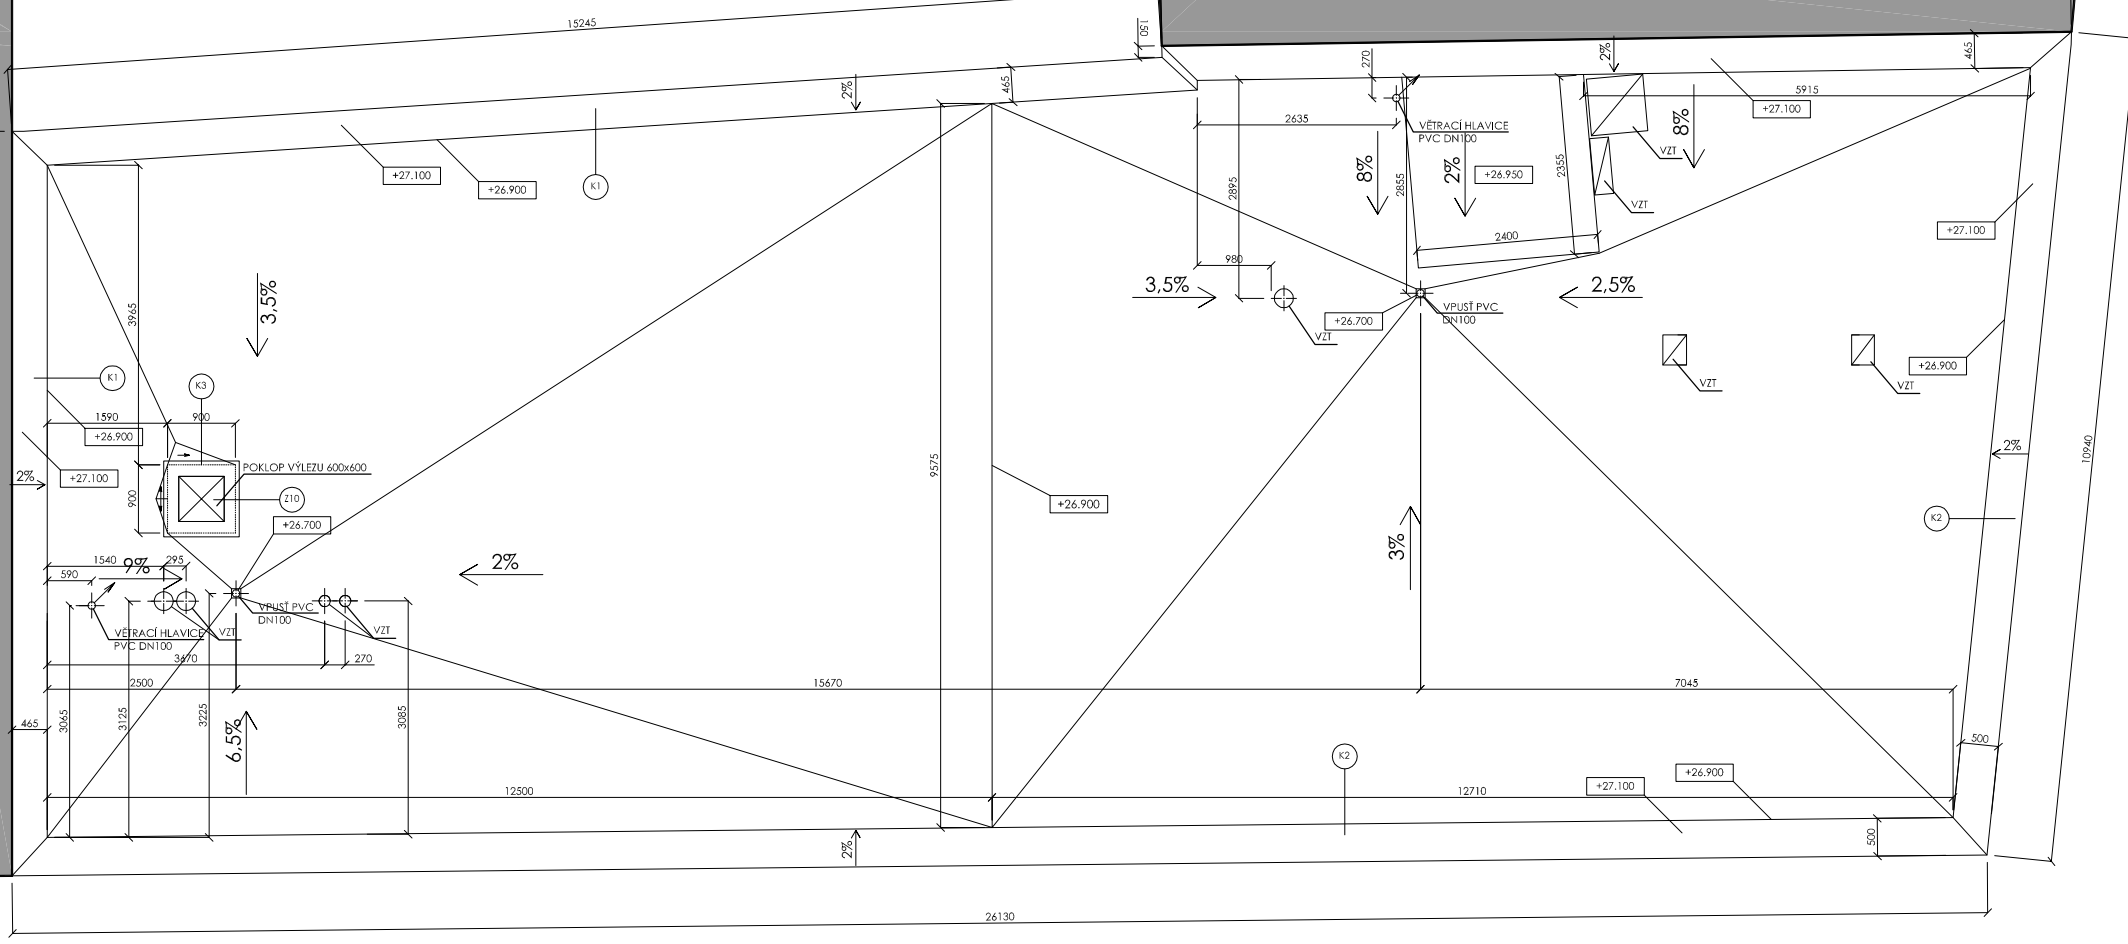 15245
150
2%
465
2%
465
270
5915
+27.100
2635
VĚTRACÍ HLAVICE
PVC DN100
8%
2%
8%
VZT
+27.100
+26.900
K1
+26.950
2895
2855
2355
VZT
+27.100
2400
980
3,5%
3965
3,5%
2,5%
VPUSŤ PVC
DN100
+26.700
VZT
+26.900
K1
K3
VZT
VZT
1590
900
+26.900
9575
10940
2%
POKLOP VÝLEZU 600x600
2%
+27.100
900
Z10
+26.900
K2
+26.700
3%
1540
9%
295
2%
590
VPUSŤ PVC
DN100
VĚTRACÍ HLAVICE
PVC DN100
VZT
VZT
3670
270
2500
15670
7045
465
3065
3125
3225
6,5%
3085
500
K2
+26.900
+27.100
12500
12710
2%
500
26130